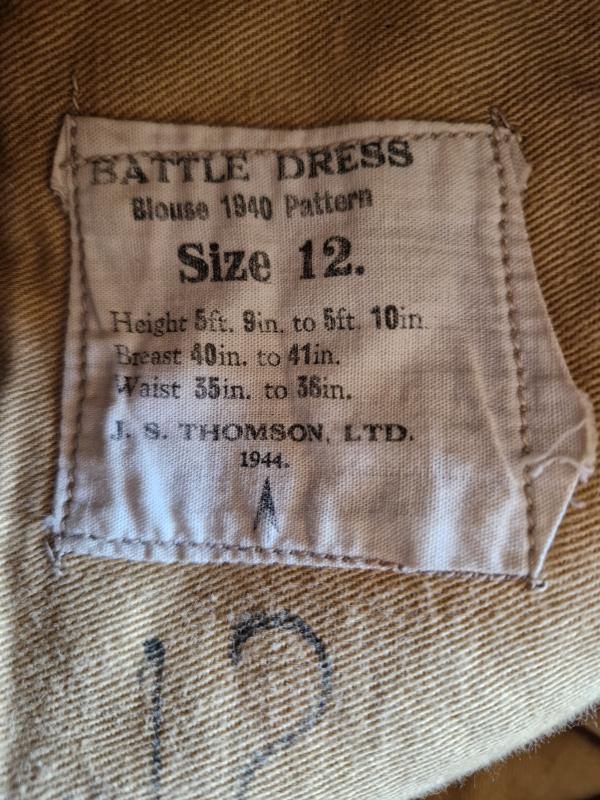 BATTLE DRESS
Blouse 1940 Pattern
Size 12.
Height 5ft. 9in. to 5ft. 10in.
Breast 40in. to 41in.
Waist 35in. to 36in.
J. S. THOMSON, LTD.
1944.
12